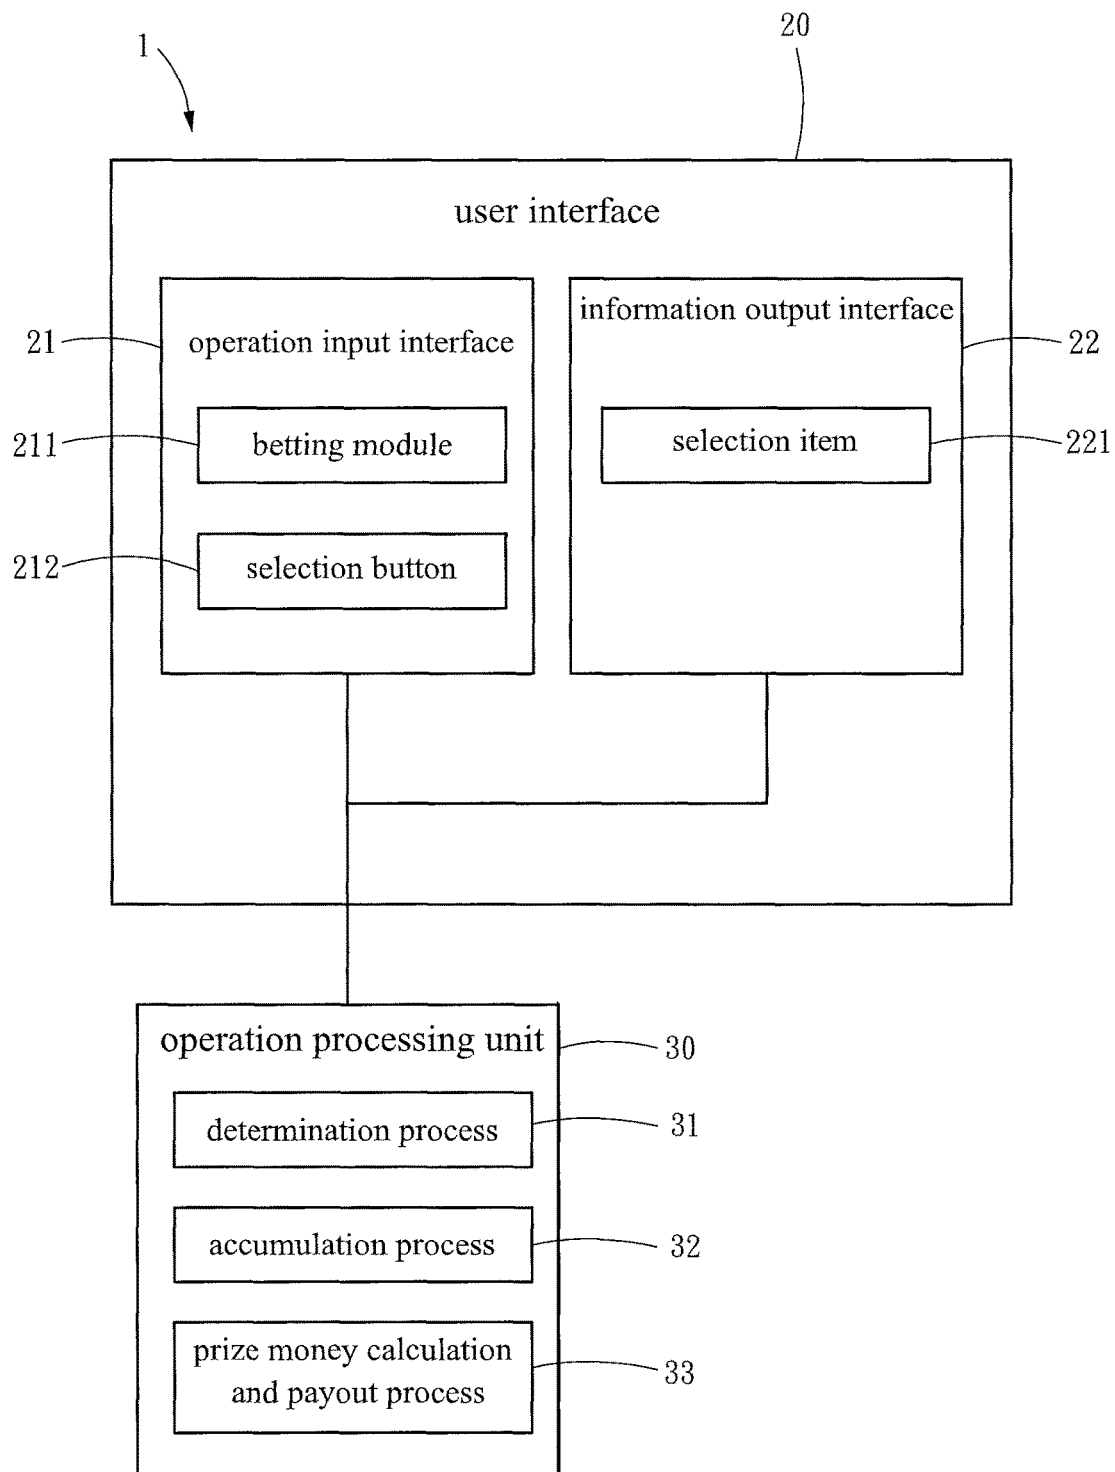 1
20
user interface
information output interface
21
operation input interface
22
211
betting module
selection item
221
212
selection button
operation processing unit
30
determination process
31
accumulation process
32
prize money calculation
and payout process
33